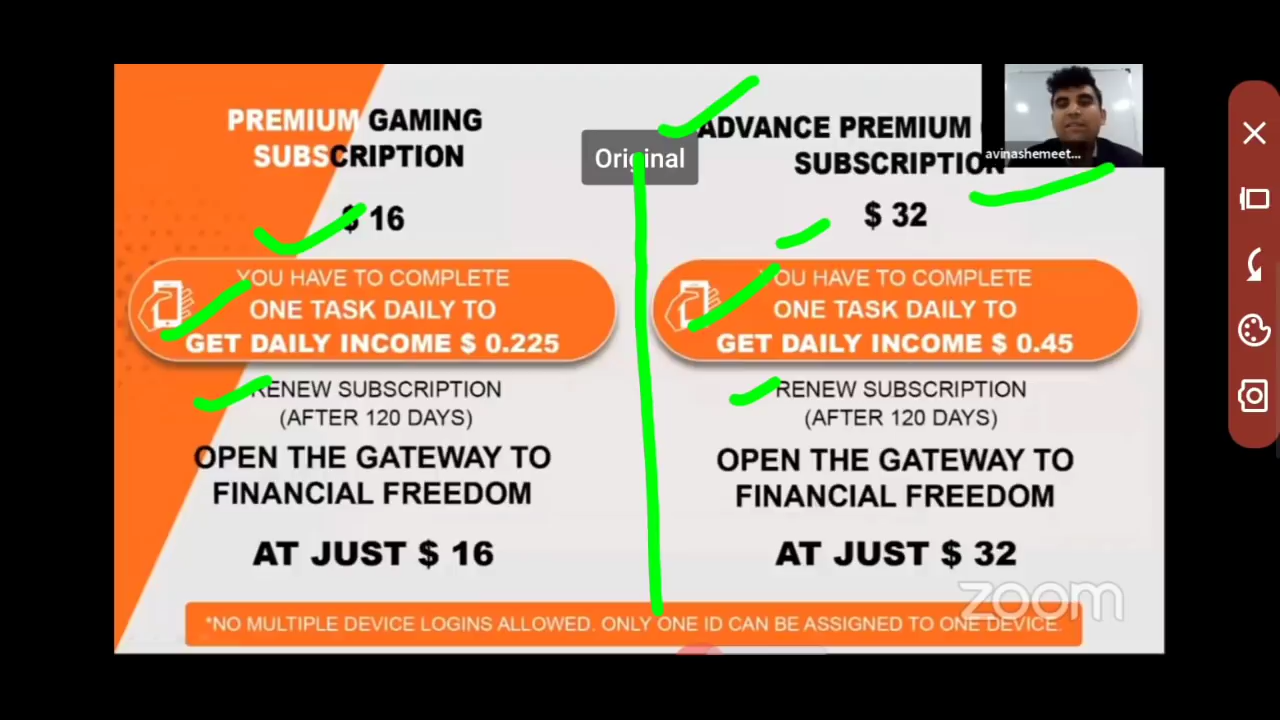 PREMIUM GAMING
SUBSCRIPTION
$ 16
YOU HAVE TO COMPLETE
ONE TASK DAILY TO
GET DAILY INCOME $ 0.225
RENEW SUBSCRIPTION
(AFTER 120 DAYS)
OPEN THE GATEWAY TO
FINANCIAL FREEDOM
AT JUST $ 16
Original
ADVANCE PREMIUM
SUBSCRIPTION
$ 32
YOU HAVE TO COMPLETE
ONE TASK DAILY TO
GET DAILY INCOME $ 0.45
RENEW SUBSCRIPTION
(AFTER 120 DAYS)
OPEN THE GATEWAY TO
FINANCIAL FREEDOM
AT JUST $ 32
avinashemeet...
zoom
*NO MULTIPLE DEVICE LOGINS ALLOWED. ONLY ONE ID CAN BE ASSIGNED TO ONE DEVICE.